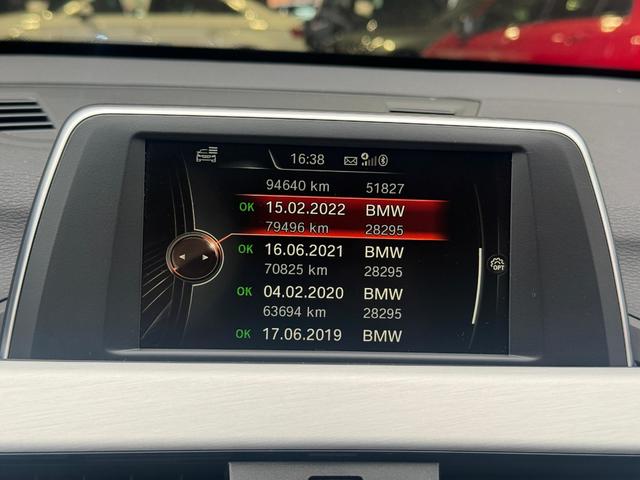 16:38
94640 km 51827
OK 15.02.2022 BMW
79496 km 28295
OK 16.06.2021 BMW
70825 km 28295
OK 04.02.2020 BMW
63694 km 28295
OK 17.06.2019 BMW
OPT